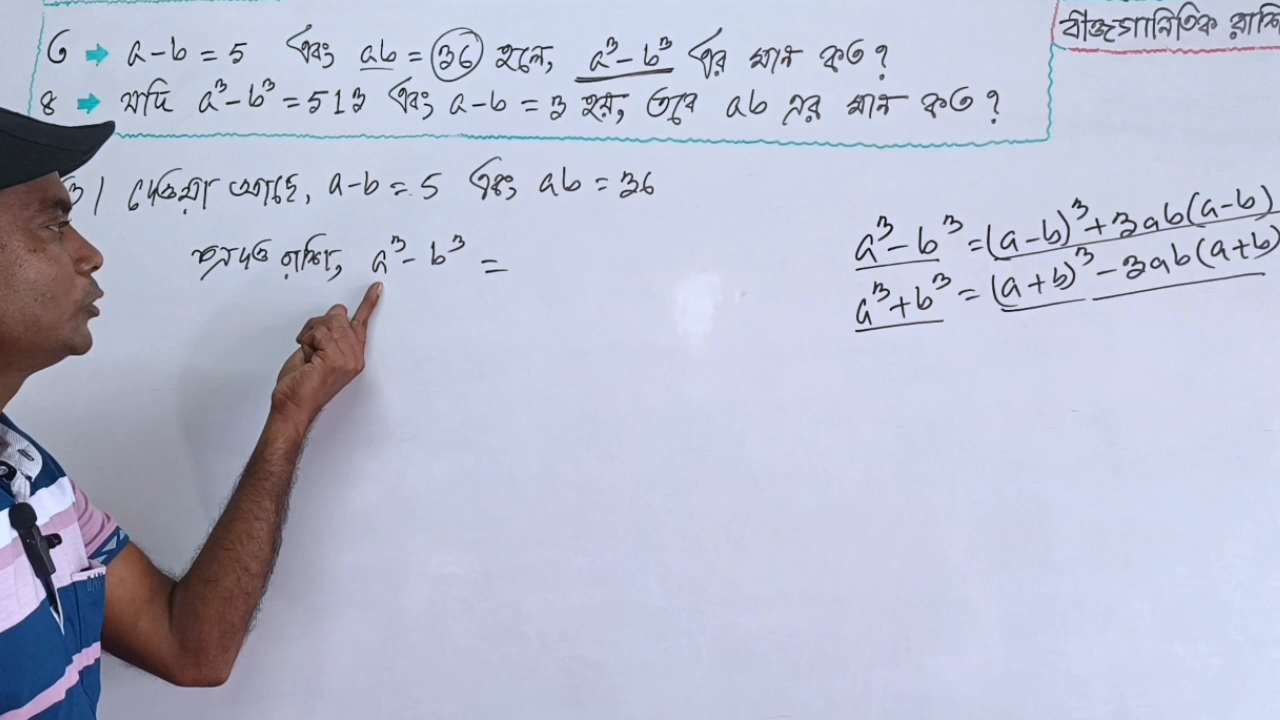 ৩ → a-b = 5 এবং ab = 36 হলে, a³-b³ এর মান কত?
৪ → যদি a³-b³ = 513 এবং a-b = 3 হয়, তবে ab এর মান কত?
বীজগানিতিক রাশি
৩। দেওয়া আছে, a-b = 5 এবং ab = 36
প্রদত্ত রাশি, a³-b³ =
a³-b³ = (a-b)³+3ab(a-b)
a³+b³ = (a+b)³-3ab(a+b)